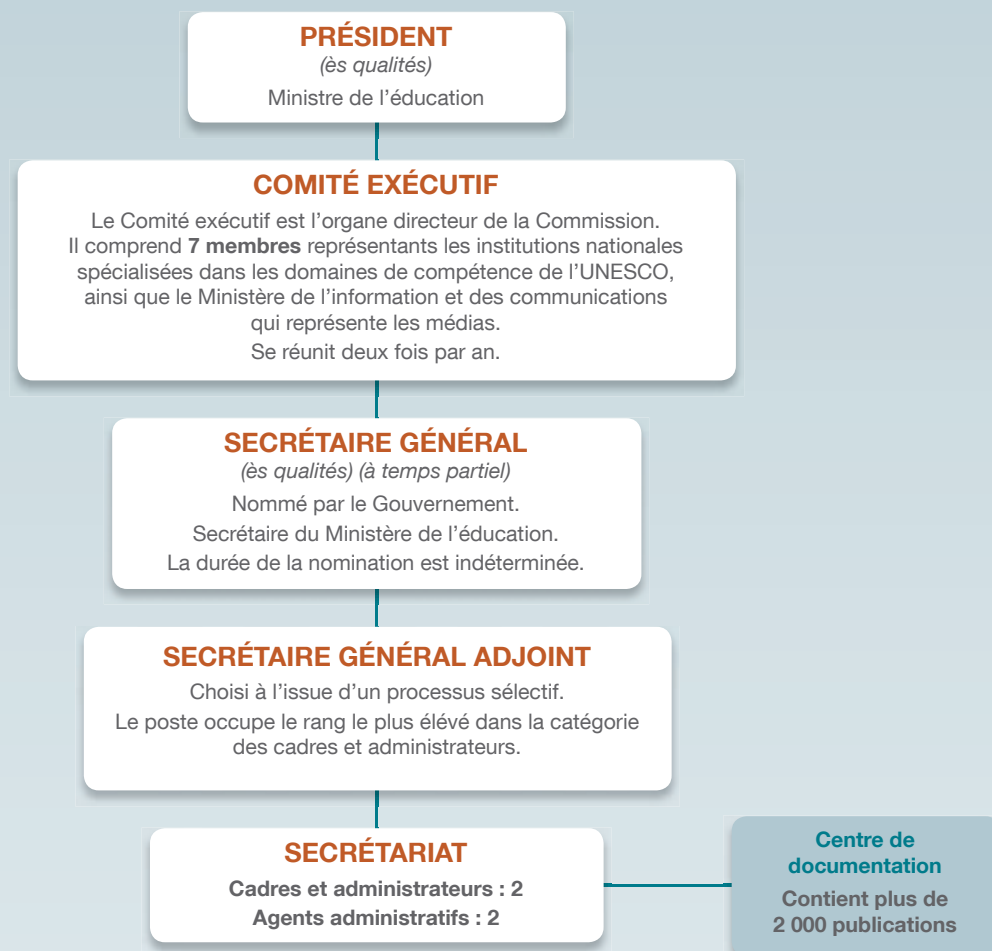 PRÉSIDENT
(ès qualités)
Ministre de l’éducation
COMITÉ EXÉCUTIF
Le Comité exécutif est l’organe directeur de la Commission.
Il comprend 7 membres représentants les institutions nationales
spécialisées dans les domaines de compétence de l’UNESCO,
ainsi que le Ministère de l’information et des communications
qui représente les médias.
Se réunit deux fois par an.
SECRÉTAIRE GÉNÉRAL
(ès qualités) (à temps partiel)
Nommé par le Gouvernement.
Secrétaire du Ministère de l’éducation.
La durée de la nomination est indéterminée.
SECRÉTAIRE GÉNÉRAL ADJOINT
Choisi à l’issue d’un processus sélectif.
Le poste occupe le rang le plus élévé dans la catégorie
des cadres et administrateurs.
SECRÉTARIAT
Cadres et administrateurs : 2
Agents administratifs : 2
Centre de
documentation
Contient plus de
2 000 publications